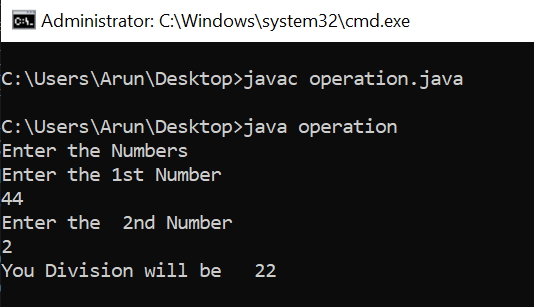 Administrator: C:\Windows\system32\cmd.exe
C:\Users\Arun\Desktop>javac operation.java
C:\Users\Arun\Desktop>java operation
Enter the Numbers
Enter the 1st Number
44
Enter the  2nd Number
2
You Division will be   22